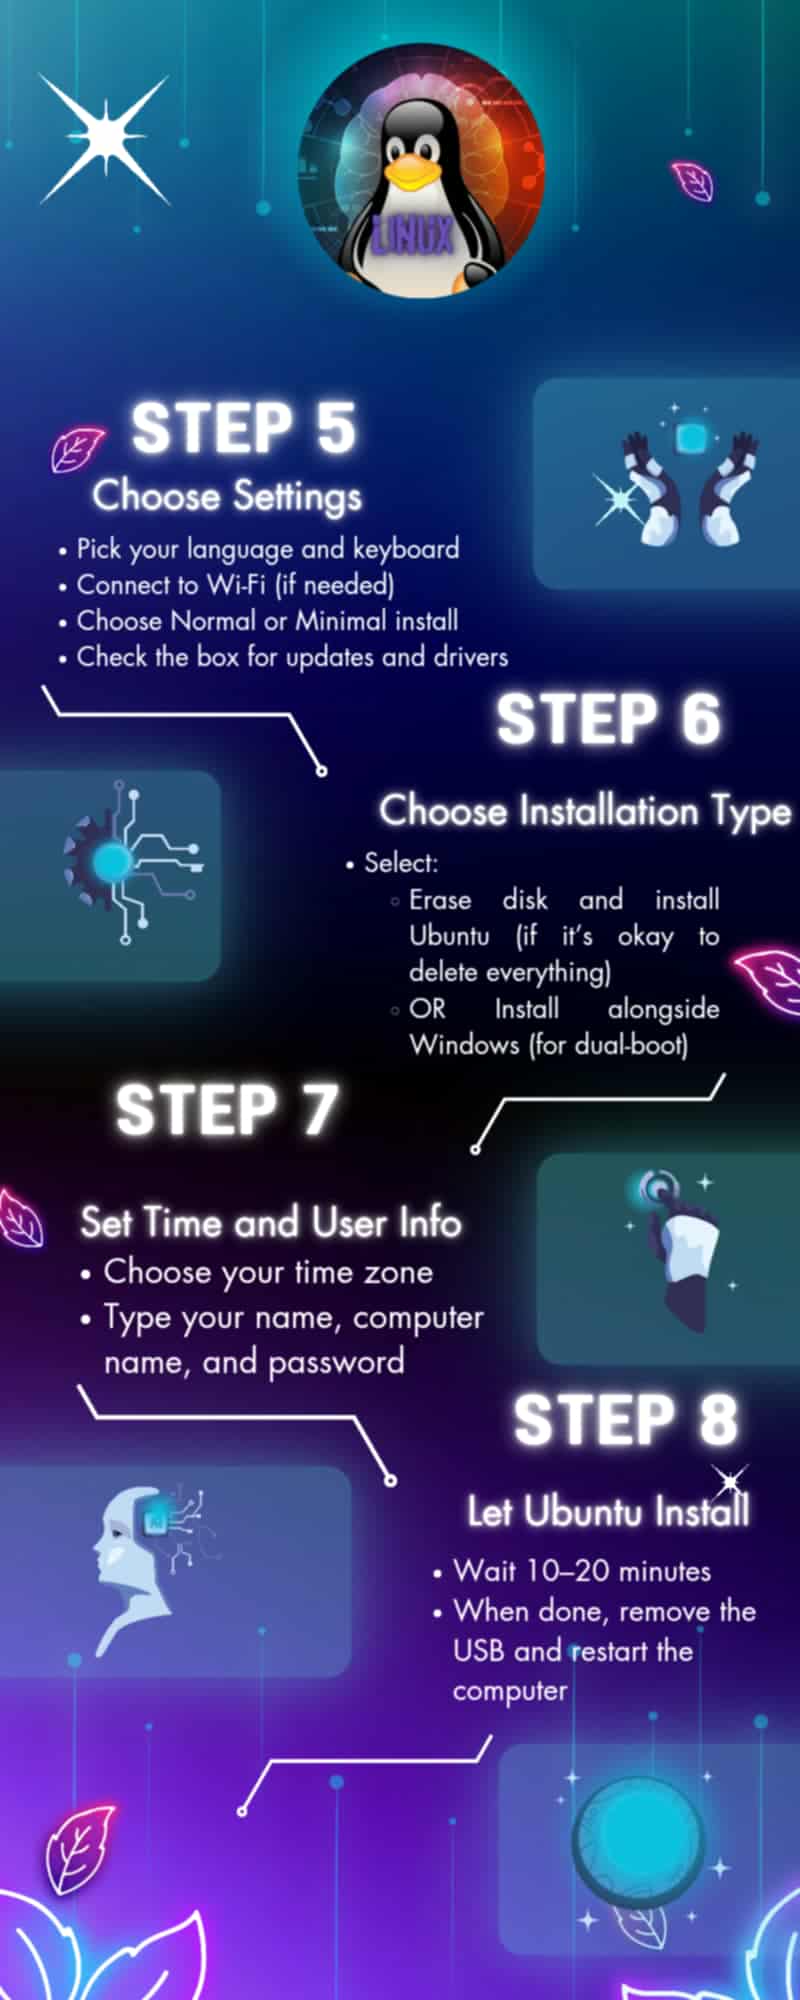 LINUX
STEP 5
Choose Settings
• Pick your language and keyboard
• Connect to Wi-Fi (if needed)
• Choose Normal or Minimal install
• Check the box for updates and drivers
STEP 6
Choose Installation Type
• Select:
○ Erase disk and install
Ubuntu (if it's okay to
delete everything)
○ OR Install alongside
Windows (for dual-boot)
STEP 7
Set Time and User Info
• Choose your time zone
• Type your name, computer
name, and password
STEP 8
Let Ubuntu Install
• Wait 10–20 minutes
• When done, remove the
USB and restart the
computer